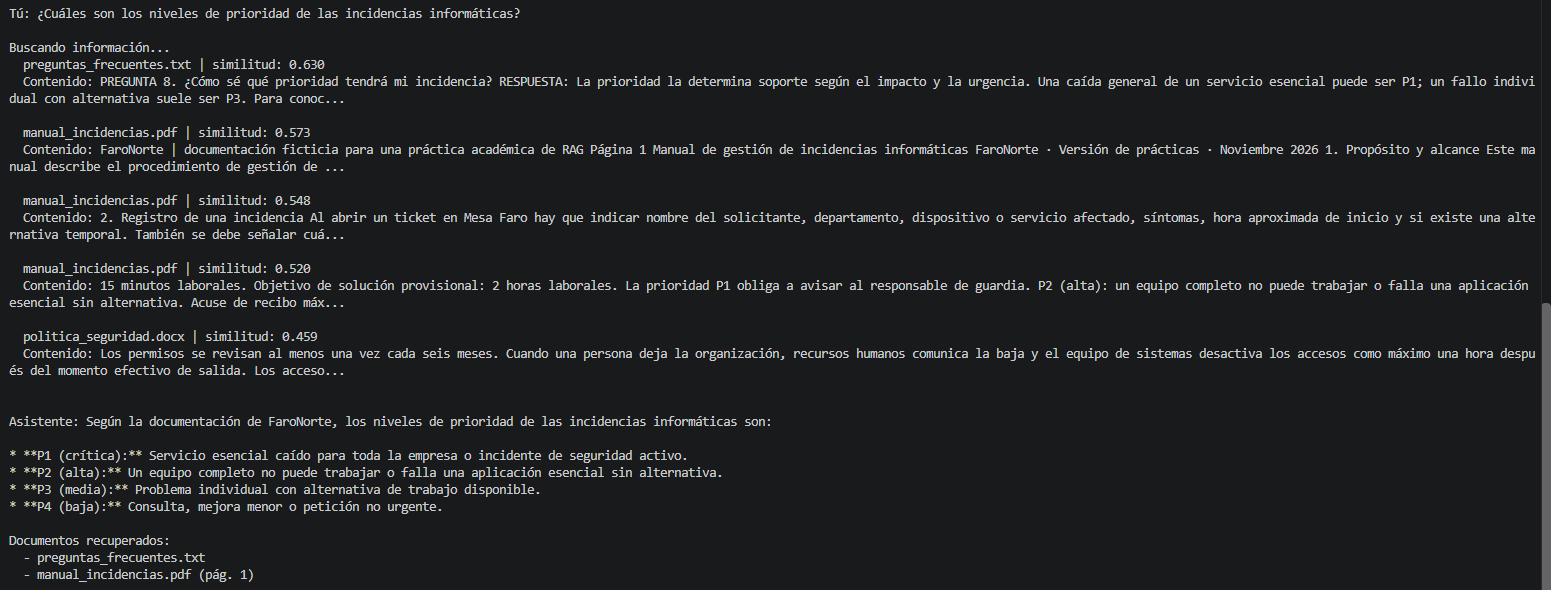 Tú: ¿Cuáles son los niveles de prioridad de las incidencias informáticas?
Buscando información...
preguntas_frecuentes.txt | similitud: 0.630
Contenido: PREGUNTA 8. ¿Cómo sé qué prioridad tendrá mi incidencia? RESPUESTA: La prioridad la determina soporte según el impacto y la urgencia. Una caída general de un servicio esencial puede ser P1; un fallo indivi
dual con alternativa suele ser P3. Para conoc...
manual_incidencias.pdf | similitud: 0.573
Contenido: FaroNorte | documentación ficticia para una práctica académica de RAG Página 1 Manual de gestión de incidencias informáticas FaroNorte · Versión de prácticas · Noviembre 2026 1. Propósito y alcance Este ma
nual describe el procedimiento de gestión de ...
manual_incidencias.pdf | similitud: 0.548
Contenido: 2. Registro de una incidencia Al abrir un ticket en Mesa Faro hay que indicar nombre del solicitante, departamento, dispositivo o servicio afectado, síntomas, hora aproximada de inicio y si existe una alte
rnativa temporal. También se debe señalar cuá...
manual_incidencias.pdf | similitud: 0.520
Contenido: 15 minutos laborales. Objetivo de solución provisional: 2 horas laborales. La prioridad P1 obliga a avisar al responsable de guardia. P2 (alta): un equipo completo no puede trabajar o falla una aplicación
esencial sin alternativa. Acuse de recibo máx...
politica_seguridad.docx | similitud: 0.459
Contenido: Los permisos se revisan al menos una vez cada seis meses. Cuando una persona deja la organización, recursos humanos comunica la baja y el equipo de sistemas desactiva los accesos como máximo una hora despu
és del momento efectivo de salida. Los acceso...
Asistente: Según la documentación de FaroNorte, los niveles de prioridad de las incidencias informáticas son:
* **P1 (crítica):** Servicio esencial caído para toda la empresa o incidente de seguridad activo.
* **P2 (alta):** Un equipo completo no puede trabajar o falla una aplicación esencial sin alternativa.
* **P3 (media):** Problema individual con alternativa de trabajo disponible.
* **P4 (baja):** Consulta, mejora menor o petición no urgente.
Documentos recuperados:
- preguntas_frecuentes.txt
- manual_incidencias.pdf (pág. 1)